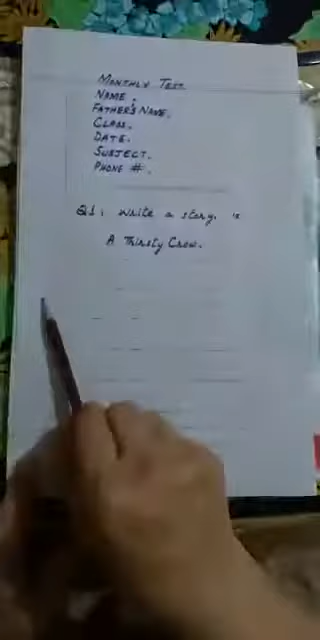 Monthly Test
Name.
Father's Name.
Class.
Date.
Subject.
Phone #.
Q1: Write a story.
A Thirsty Crow.